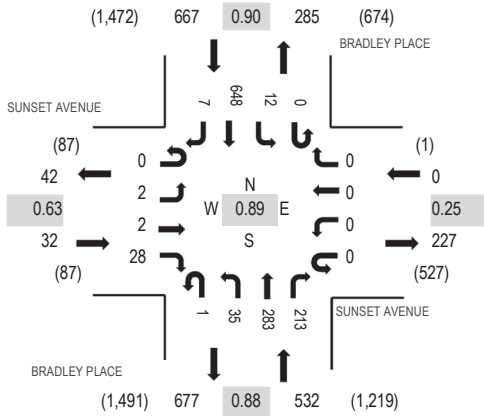 (1,472) 667 0.90 285 (674)
BRADLEY PLACE
7 648 12 0
SUNSET AVENUE
(87) (1)
42 0 0 0
0.63 2 N 0 0.25
W 0.89 E
2 S 0
32 28 0 227
(87) (527)
1 35 283 213
SUNSET AVENUE
BRADLEY PLACE
(1,491) 677 0.88 532 (1,219)